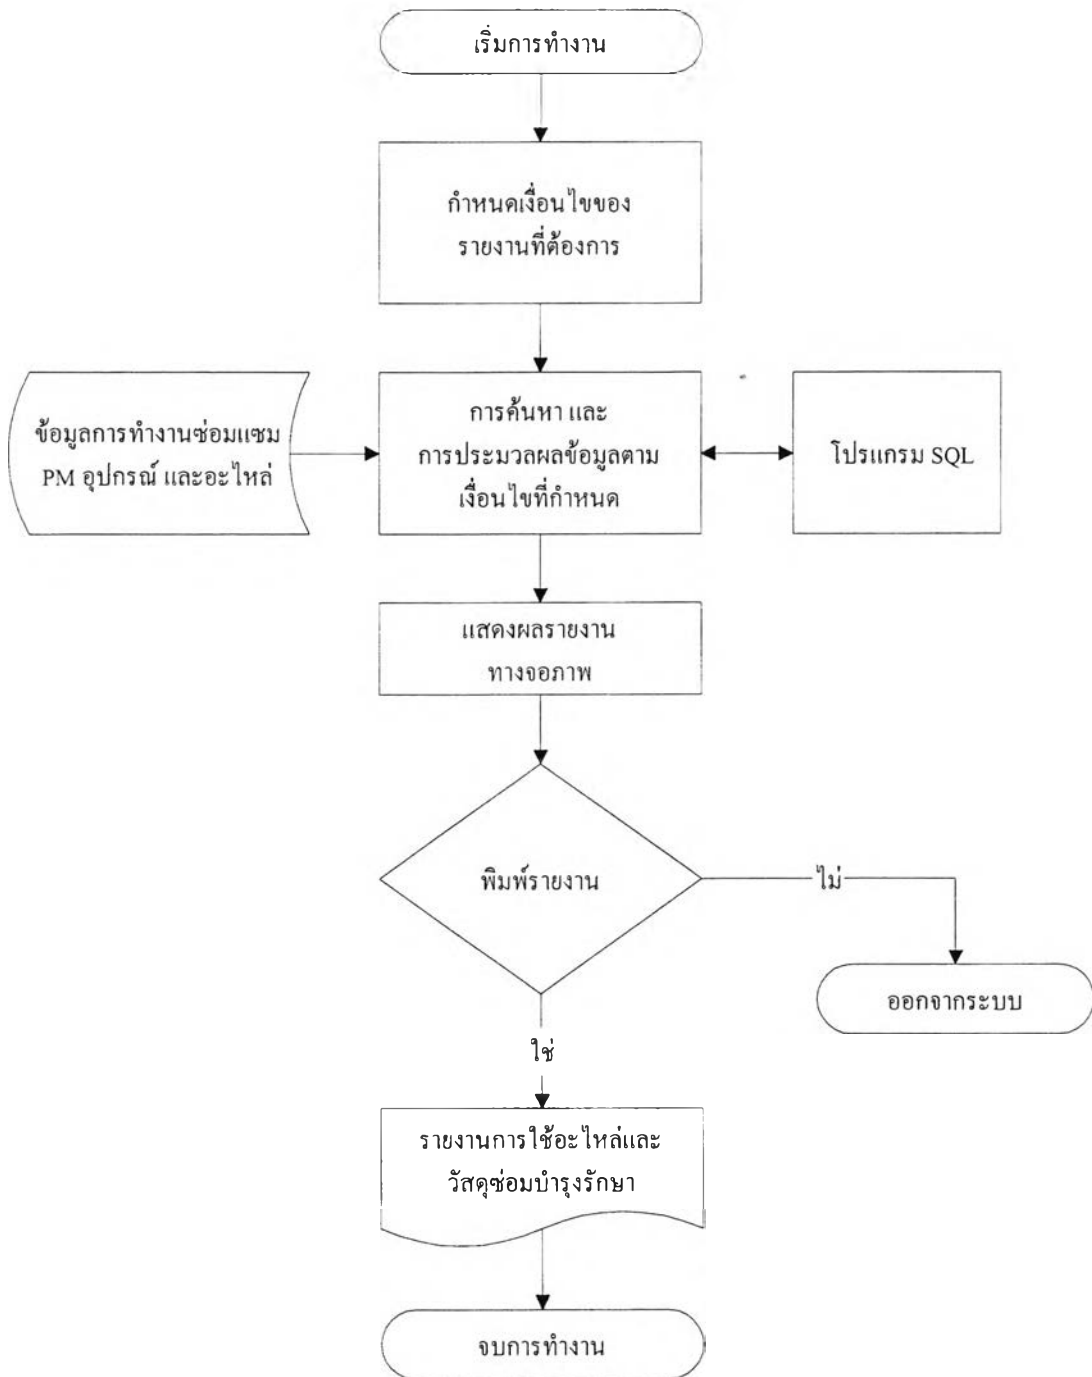 เริ่มการทำงาน
กำหนดเงื่อนไขของ
รายงานที่ต้องการ
ข้อมูลการทำงานซ่อมแซม
PM อุปกรณ์ และอะไหล่
การค้นหา และ
การประมวลผลข้อมูลตาม
เงื่อนไขที่กำหนด
โปรแกรม SQL
แสดงผลรายงาน
ทางจอภาพ
พิมพ์รายงาน
ไม่
ออกจากระบบ
ใช่
รายงานการใช้อะไหล่และ
วัสดุซ่อมบำรุงรักษา
จบการทำงาน